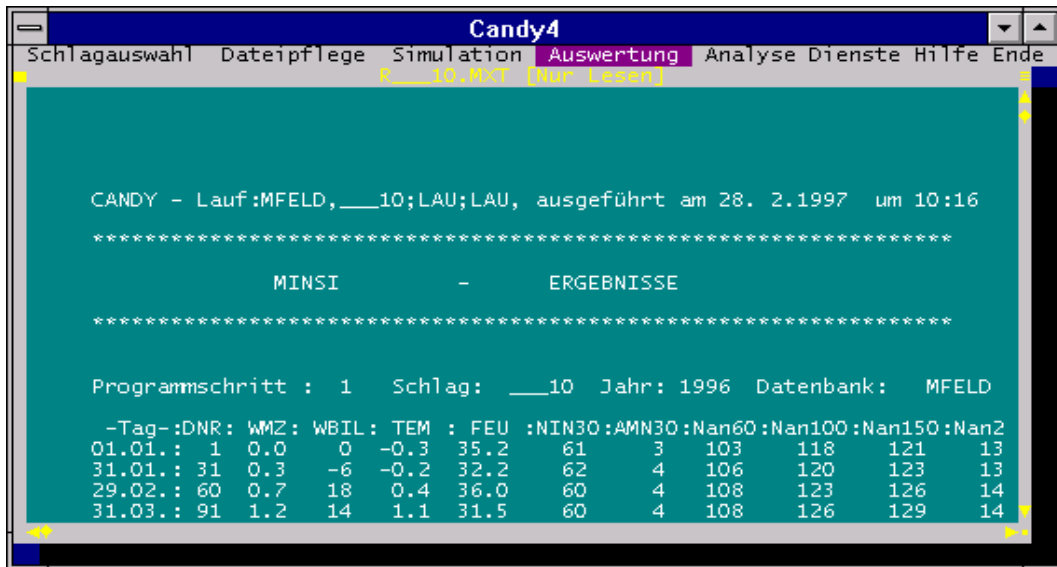 Candy4
Schlagauswahl Dateipflege Simulation Auswertung Analyse Dienste Hilfe Ende
R___10.MXT [Nur Lesen]
CANDY - Lauf:MFELD,___10;LAU;LAU, ausgeführt am 28. 2.1997 um 10:16
******************************************************************
MINSI - ERGEBNISSE
******************************************************************
Programmschritt : 1 Schlag: ___10 Jahr: 1996 Datenbank: MFELD
-Tag-:DNR: WMZ: WBIL: TEM : FEU :NIN30:AMN30:Nan60:Nan100:Nan150:Nan2
01.01.: 1 0.0 0 -0.3 35.2 61 3 103 118 121 13
31.01.: 31 0.3 -6 -0.2 32.2 62 4 106 120 123 13
29.02.: 60 0.7 18 0.4 36.0 60 4 108 123 126 14
31.03.: 91 1.2 14 1.1 31.5 60 4 108 126 129 14